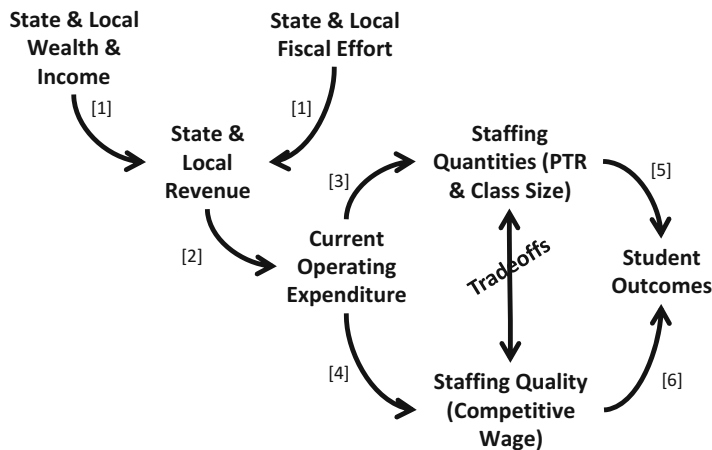 State & Local
Wealth &
Income
State & Local
Fiscal Effort
[1]
[1]
State &
Local
Revenue
[2]
Current
Operating
Expenditure
[3]
[4]
Staffing
Quantities (PTR
& Class Size)
Tradeoffs
Staffing Quality
(Competitive
Wage)
[5]
[6]
Student
Outcomes